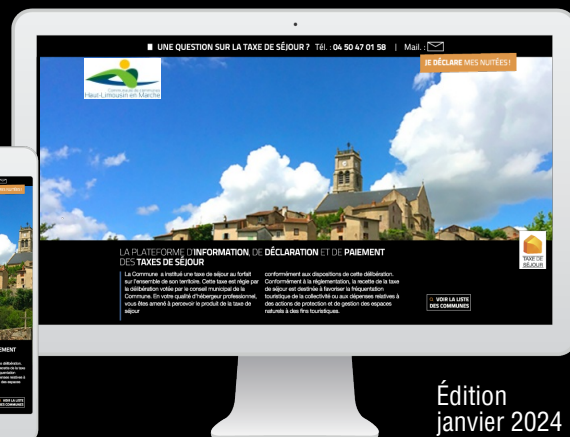 UNE QUESTION SUR LA TAXE DE SÉJOUR ? Tél. : 04 50 47 01 58 | Mail. :
JE DÉCLARE MES NUITÉES !
Communauté de communes
Haut-Limousin en Marche
LA PLATEFORME D'INFORMATION, DE DÉCLARATION ET DE PAIEMENT
DES TAXES DE SÉJOUR
La Commune a institué une taxe de séjour au forfait
sur l'ensemble de son territoire. Cette taxe est régie par
la délibération votée par le conseil municipal de la
Commune. En votre qualité d'hébergeur professionnel,
vous êtes amené à percevoir le produit de la taxe de
séjour
conformément aux dispositions de cette délibération.
Conformément à la réglementation, la recette de la taxe
de séjour est destinée à favoriser la fréquentation
touristique de la collectivité ou aux dépenses relatives à
des actions de protection et de gestion des espaces
naturels à des fins touristiques.
TAXE DE
SÉJOUR
VOIR LA LISTE
DES COMMUNES
Édition
janvier 2024